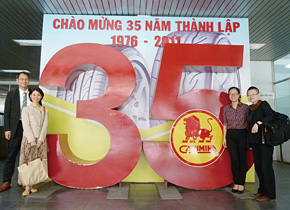 CHÀO MỪNG 35 NĂM THÀNH LẬP
1976 - 2011
35
CASUMINA